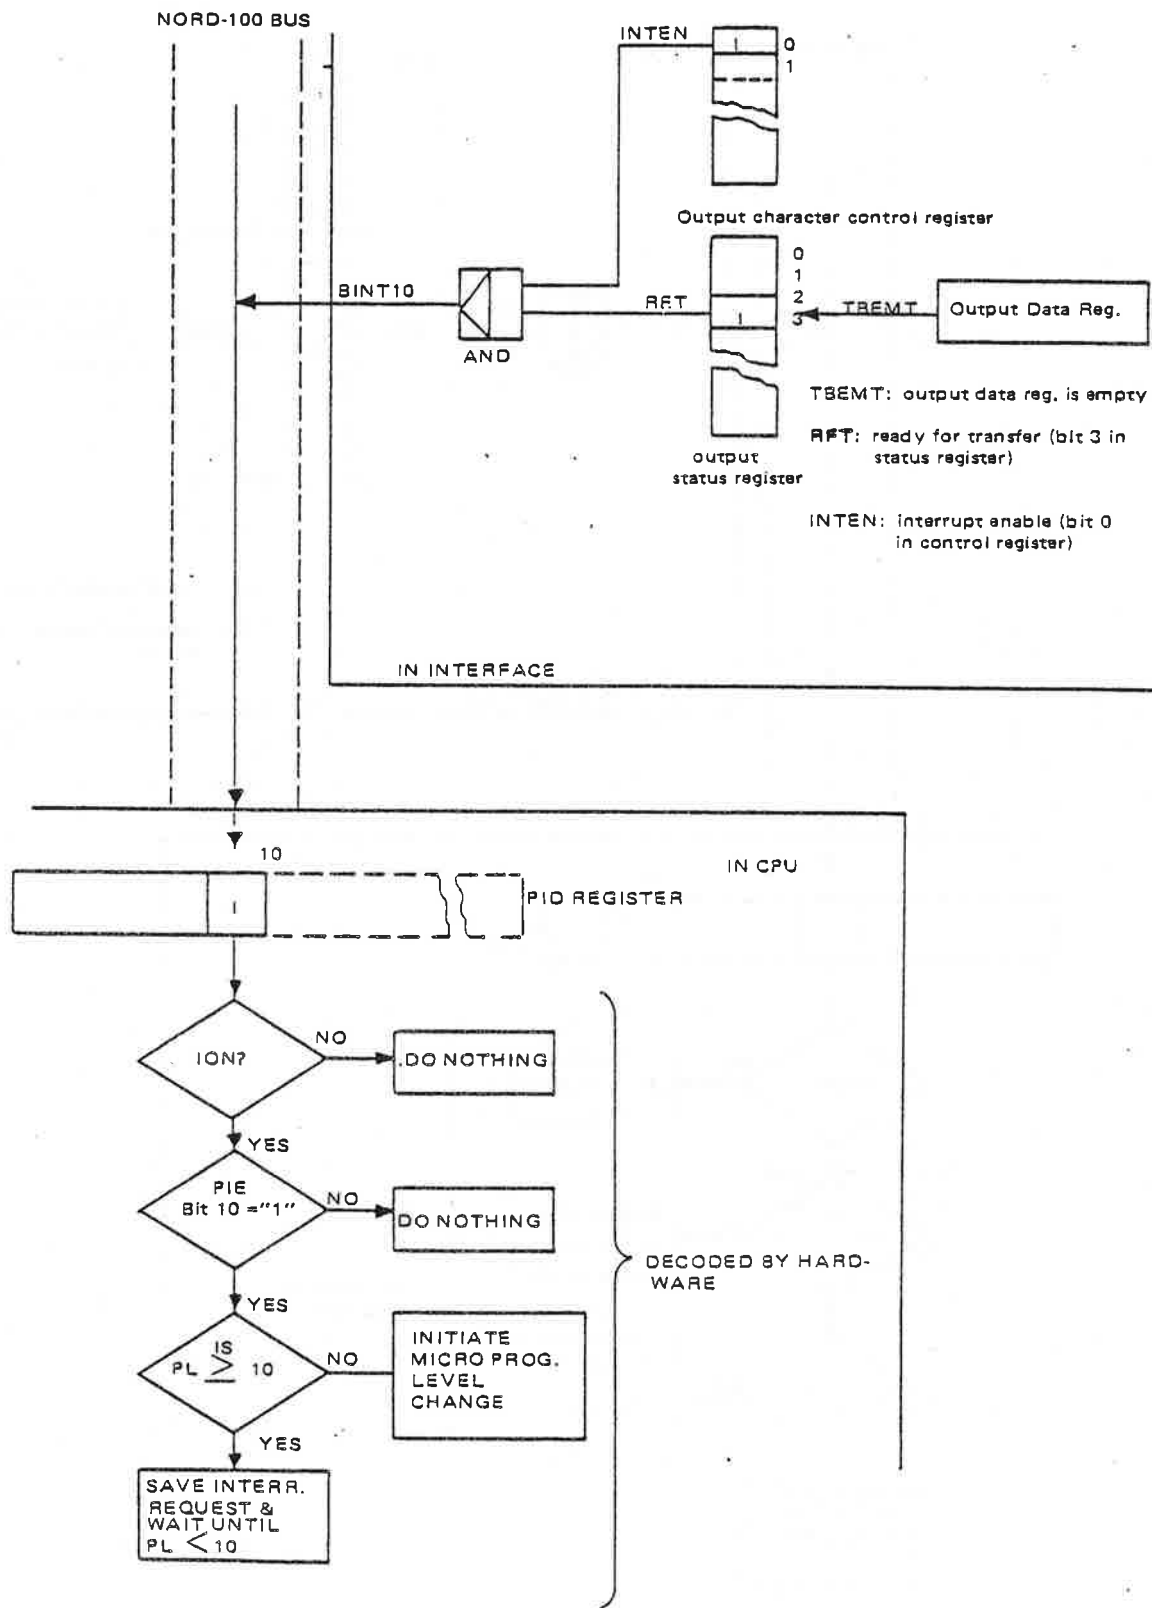 NORD-100 BUS
INTEN
1
0
1
Output character control register
0
1
2
3
BINT10
AND
RFT
1
TBEMT
Output Data Reg.
TBEMT: output data reg. is empty
RFT: ready for transfer (bit 3 in
status register)
output
status register
INTEN: interrupt enable (bit 0
in control register)
IN INTERFACE
10
IN CPU
1
PID REGISTER
ION?
NO
DO NOTHING
YES
PIE
Bit 10 ="1"
NO
DO NOTHING
DECODED BY HARD-
WARE
YES
IS
PL ≥ 10
NO
INITIATE
MICRO PROG.
LEVEL
CHANGE
YES
SAVE INTERR.
REQUEST &
WAIT UNTIL
PL < 10